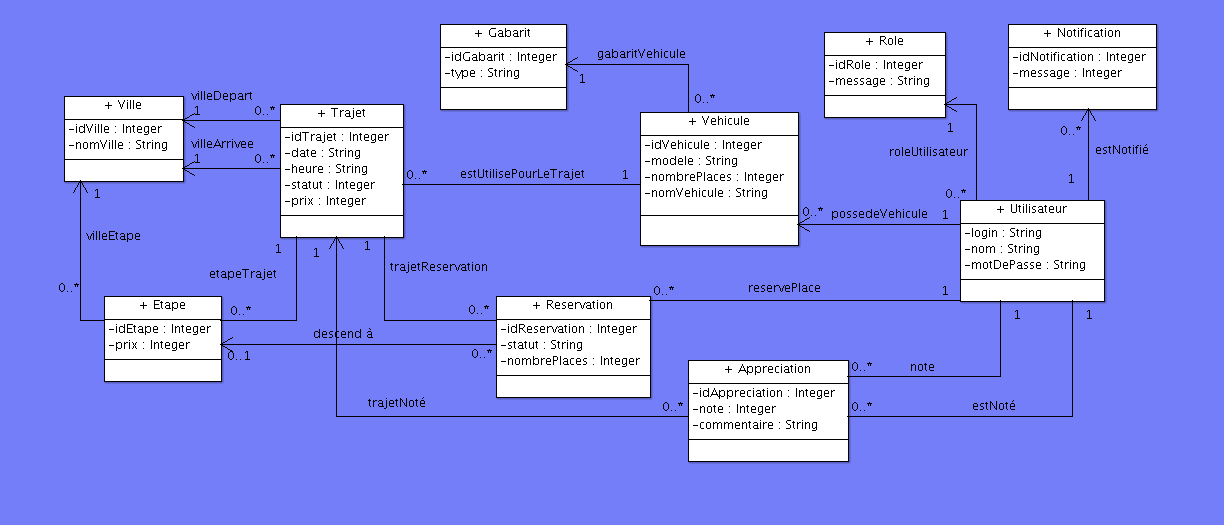 + Gabarit
-idGabarit : Integer
-type : String
gabaritVehicule
1
0..*
+ Role
-idRole : Integer
-message : String
1
roleUtilisateur
0..*
+ Notification
-idNotification : Integer
-message : Integer
0..*
estNotifié
1
+ Ville
-idVille : Integer
-nomVille : String
villeDepart
1
0..*
villeArrivee
1
0..*
1
villeEtape
0..*
+ Trajet
-idTrajet : Integer
-date : String
-heure : String
-statut : Integer
-prix : Integer
0..*
estUtilisePourLeTrajet
1
+ Vehicule
-idVehicule : Integer
-modele : String
-nombrePlaces : Integer
-nomVehicule : String
0..*
possedeVehicule
1
+ Utilisateur
-login : String
-nom : String
-motDePasse : String
1
etapeTrajet
0..*
1
1
trajetReservation
0..*
+ Etape
-idEtape : Integer
-prix : Integer
descend à
0..1
0..*
+ Reservation
-idReservation : Integer
-statut : String
-nombrePlaces : Integer
0..*
reservePlace
1
1
1
trajetNoté
0..*
+ Appreciation
-idAppreciation : Integer
-note : Integer
-commentaire : String
0..*
note
0..*
estNoté